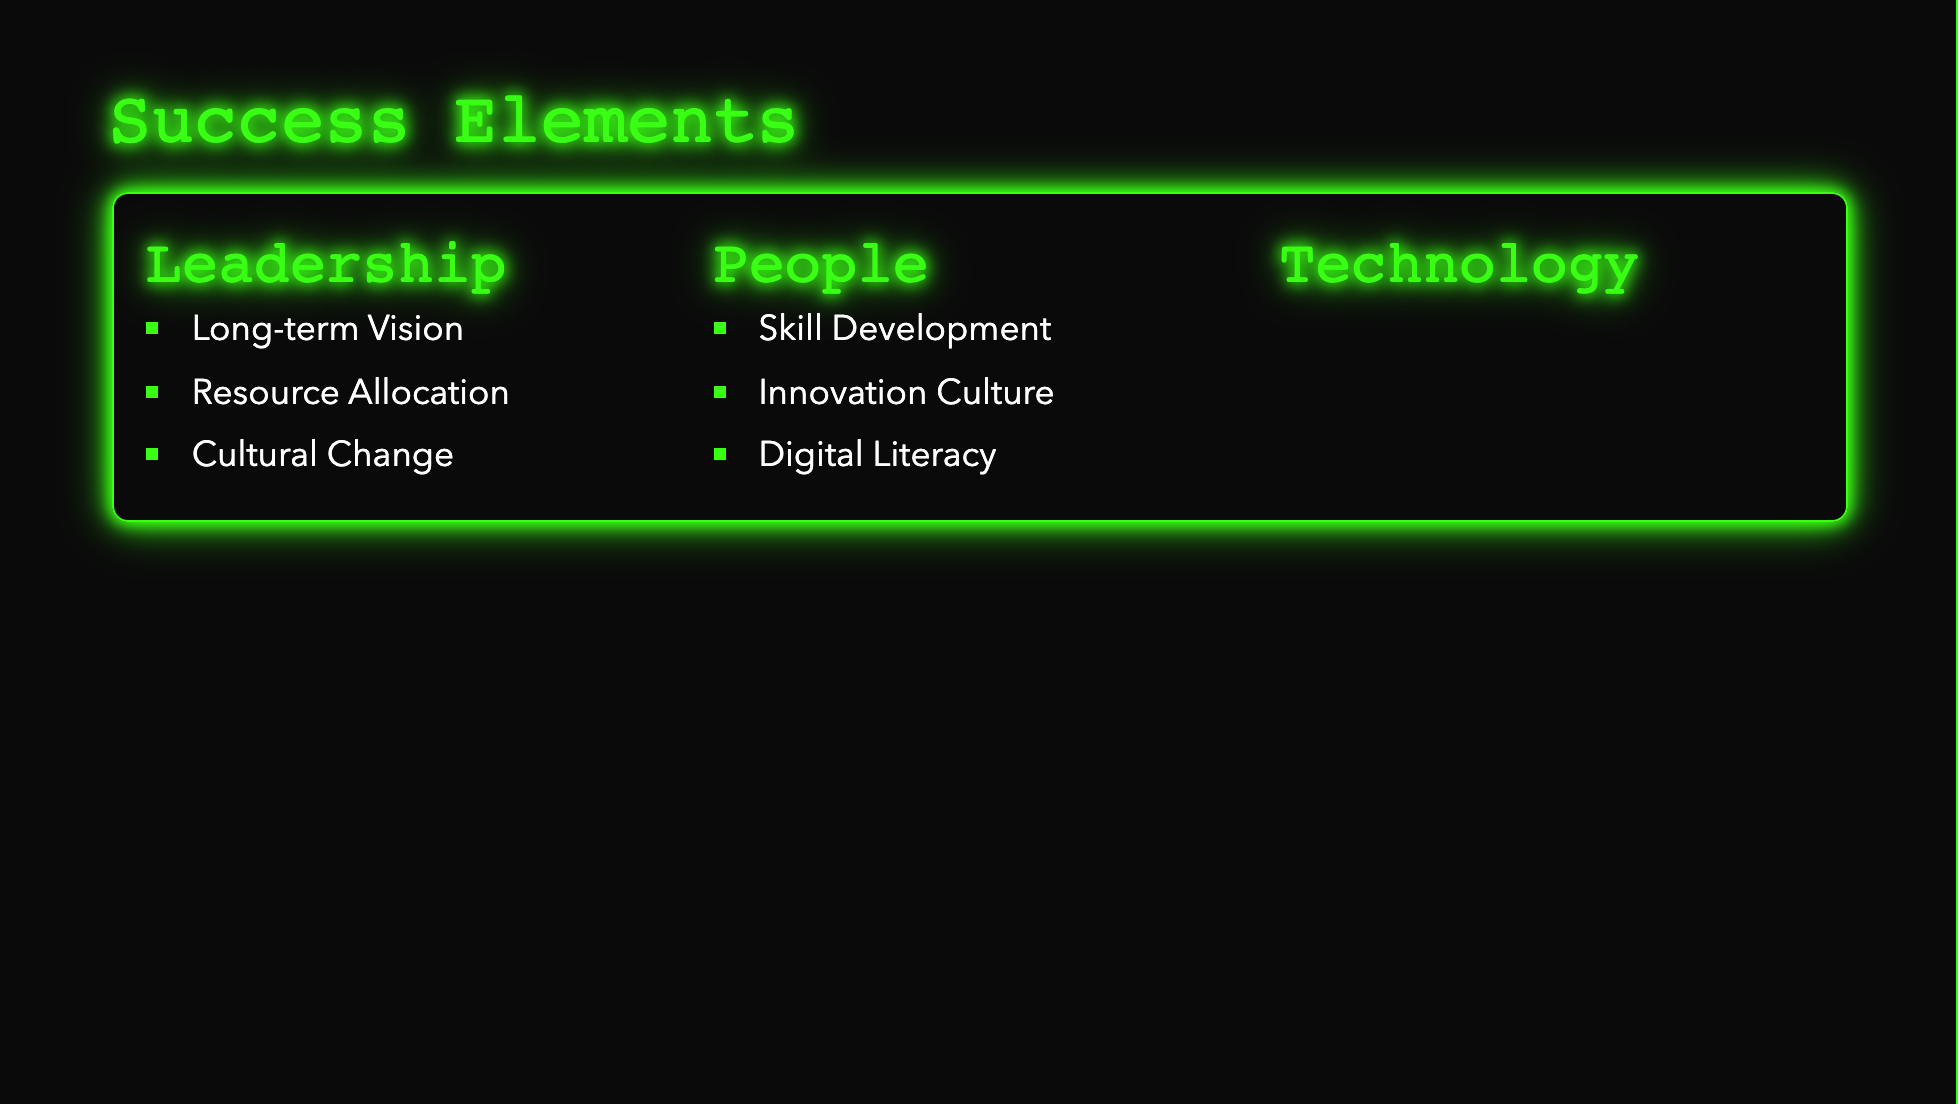 Success Elements
Leadership
Long-term Vision
Resource Allocation
Cultural Change
People
Skill Development
Innovation Culture
Digital Literacy
Technology